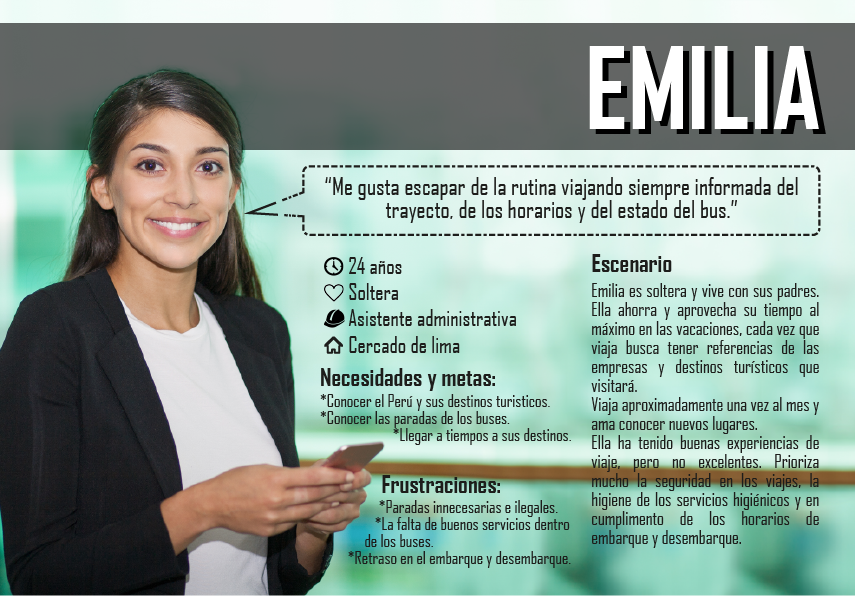 EMILIA
“Me gusta escapar de la rutina viajando siempre informada del
trayecto, de los horarios y del estado del bus.”
24 años
Soltera
Asistente administrativa
Cercado de lima
Necesidades y metas:
*Conocer el Perú y sus destinos turisticos.
*Conocer las paradas de los buses.
*Llegar a tiempos a sus destinos.
Frustraciones:
*Paradas innecesarias e ilegales.
*La falta de buenos servicios dentro
de los buses.
*Retraso en el embarque y desembarque.
Escenario
Emilia es soltera y vive con sus padres.
Ella ahorra y aprovecha su tiempo al
máximo en las vacaciones, cada vez que
viaja busca tener referencias de las
empresas y destinos turísticos que
visitará.
Viaja aproximadamente una vez al mes y
ama conocer nuevos lugares.
Ella ha tenido buenas experiencias de
viaje, pero no excelentes. Prioriza
mucho la seguridad en los viajes, la
higiene de los servicios higiénicos y en
cumplimento de los horarios de
embarque y desembarque.